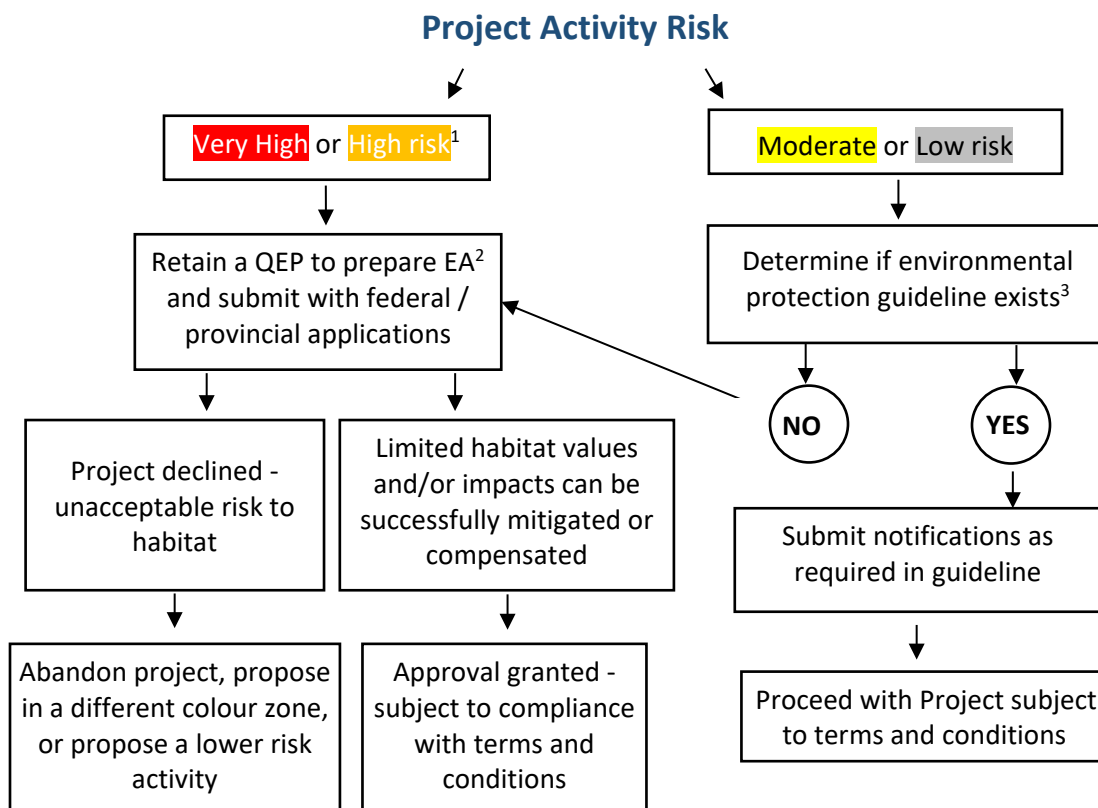 Project Activity Risk
Very High or High risk1
Moderate or Low risk
Retain a QEP to prepare EA2
and submit with federal /
provincial applications
Determine if environmental
protection guideline exists3
NO
YES
Project declined -
unacceptable risk to
habitat
Limited habitat values
and/or impacts can be
successfully mitigated or
compensated
Submit notifications as
required in guideline
Abandon project, propose
in a different colour zone,
or propose a lower risk
activity
Approval granted -
subject to compliance
with terms and
conditions
Proceed with Project subject
to terms and conditions